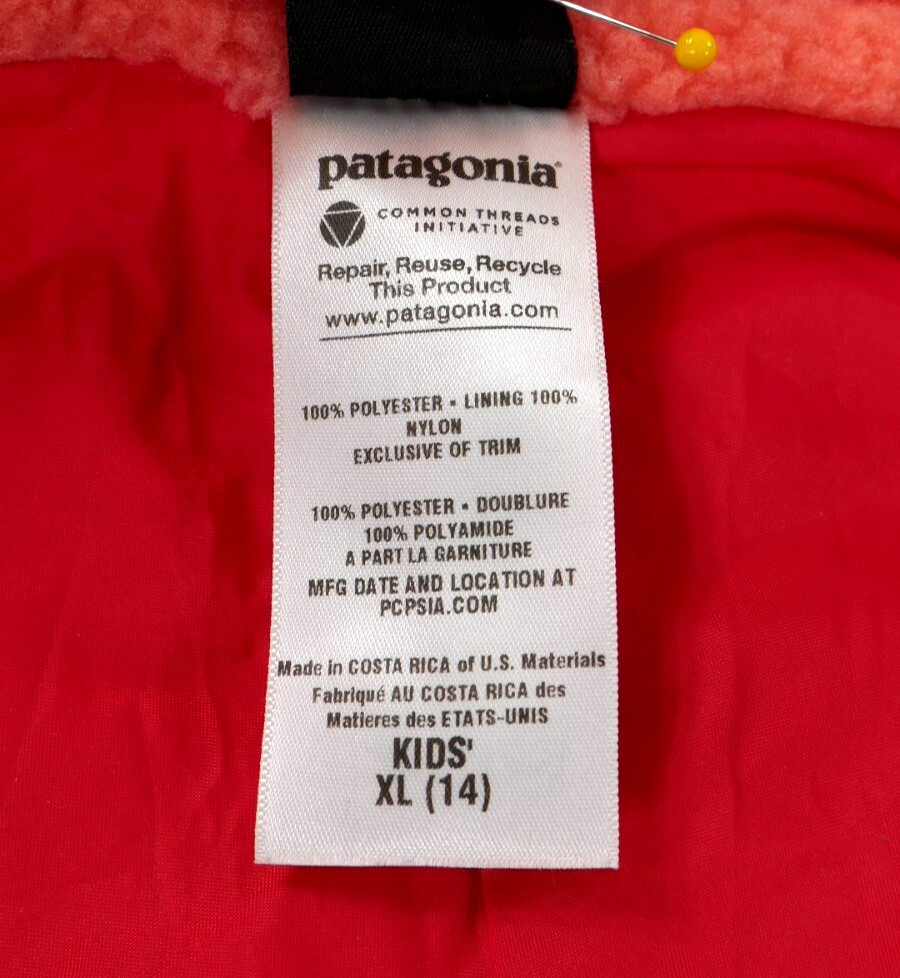 patagonia®
COMMON THREADS
INITIATIVE
Repair, Reuse, Recycle
This Product
www.patagonia.com
100% POLYESTER • LINING 100%
NYLON
EXCLUSIVE OF TRIM
100% POLYESTER • DOUBLURE
100% POLYAMIDE
A PART LA GARNITURE
MFG DATE AND LOCATION AT
PCPSIA.COM
Made in COSTA RICA of U.S. Materials
Fabriqué AU COSTA RICA des
Matieres des ETATS-UNIS
KIDS'
XL (14)